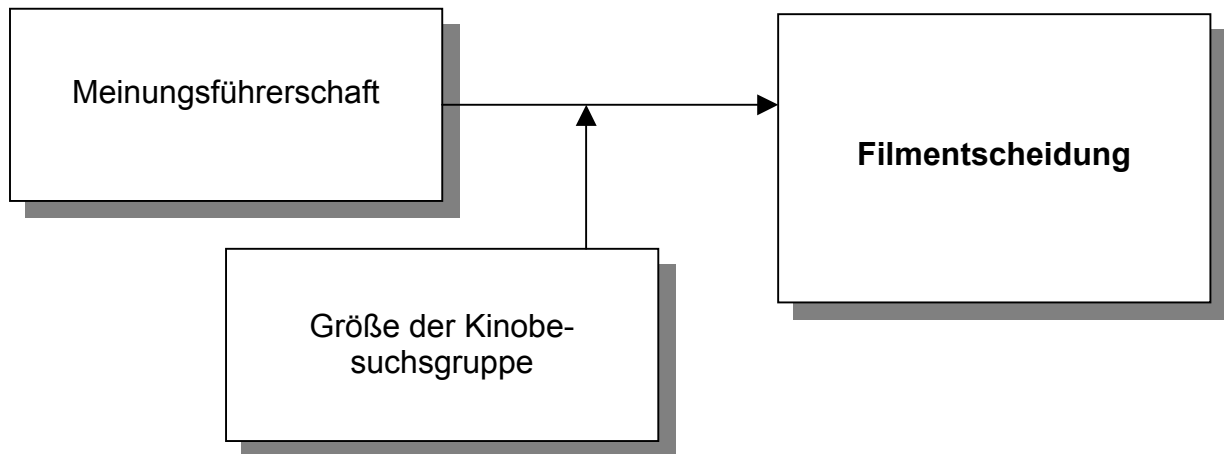 Meinungsführerschaft
Filmentscheidung
Größe der Kinobe-
suchsgruppe